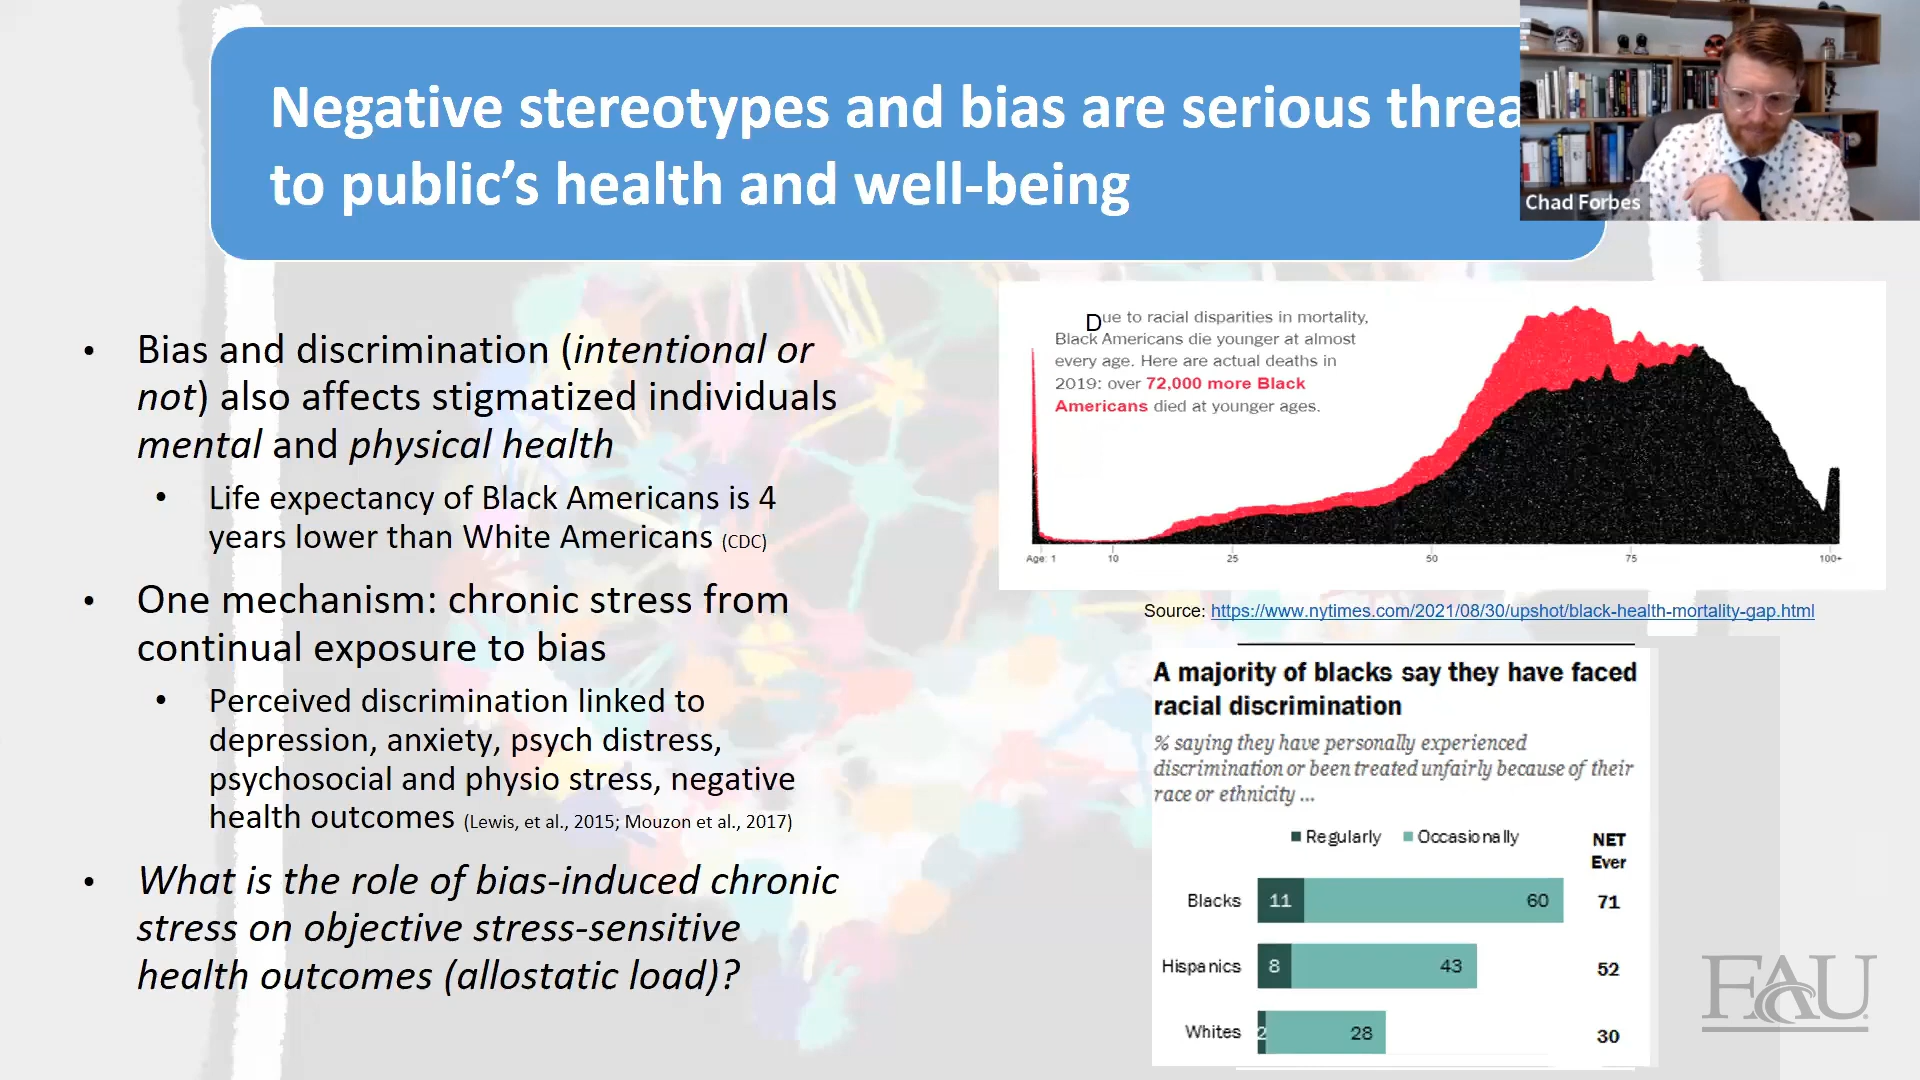 Negative stereotypes and bias are serious threa
to public's health and well-being
Chad Forbes
• Bias and discrimination (intentional or
not) also affects stigmatized individuals
mental and physical health
• Life expectancy of Black Americans is 4
years lower than White Americans (CDC)
• One mechanism: chronic stress from
continual exposure to bias
• Perceived discrimination linked to
depression, anxiety, psych distress,
psychosocial and physio stress, negative
health outcomes (Lewis, et al., 2015; Mouzon et al., 2017)
• What is the role of bias-induced chronic
stress on objective stress-sensitive
health outcomes (allostatic load)?
Due to racial disparities in mortality,
Black Americans die younger at almost
every age. Here are actual deaths in
2019: over 72,000 more Black
Americans died at younger ages.
Age: 1 10 25 50 75 100+
Source: https://www.nytimes.com/2021/08/30/upshot/black-health-mortality-gap.html
A majority of blacks say they have faced
racial discrimination
% saying they have personally experienced
discrimination or been treated unfairly because of their
race or ethnicity ...
Regularly Occasionally NET
Ever
Blacks 11 60 71
Hispanics 8 43 52
Whites 2 28 30
FAU